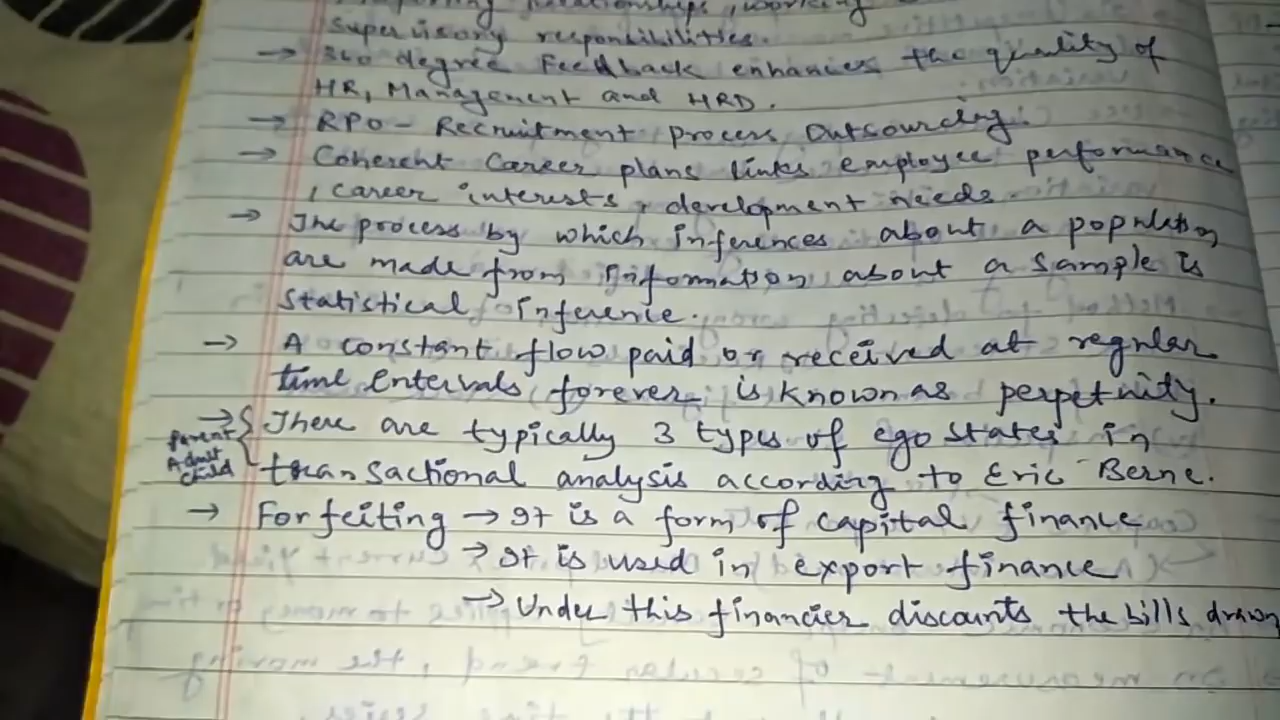 relationships, working
Supervisory responsibilities.
→ 360 degree Feedback enhances the quality of
HR, Management and HRD.
→ RPO - Recruitment process Outsourcing.
→ Coherent Career plans links employee performance
, career interests, development needs.
→ The process by which inferences about a population
are made from information about a sample is
statistical inference.
→ A constant flow paid or received at regular
time intervals forever is known as perpetuity.
→ There are typically 3 types of ego states in
Parent
Adult
child
transactional analysis according to Eric Berne.
→ Forfeiting → It is a form of capital finance
→ It is used in export finance
→ Under this financier discounts the bills drawn